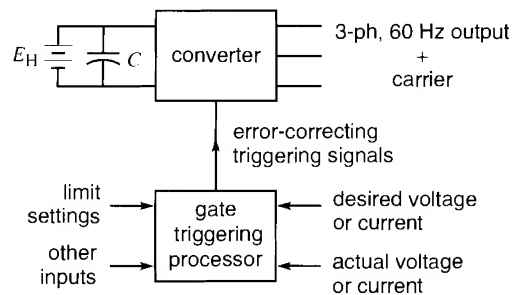 E_H
C
converter
3-ph, 60 Hz output
+
carrier
error-correcting
triggering signals
limit
settings
gate
triggering
processor
desired voltage
or current
other
inputs
actual voltage
or current